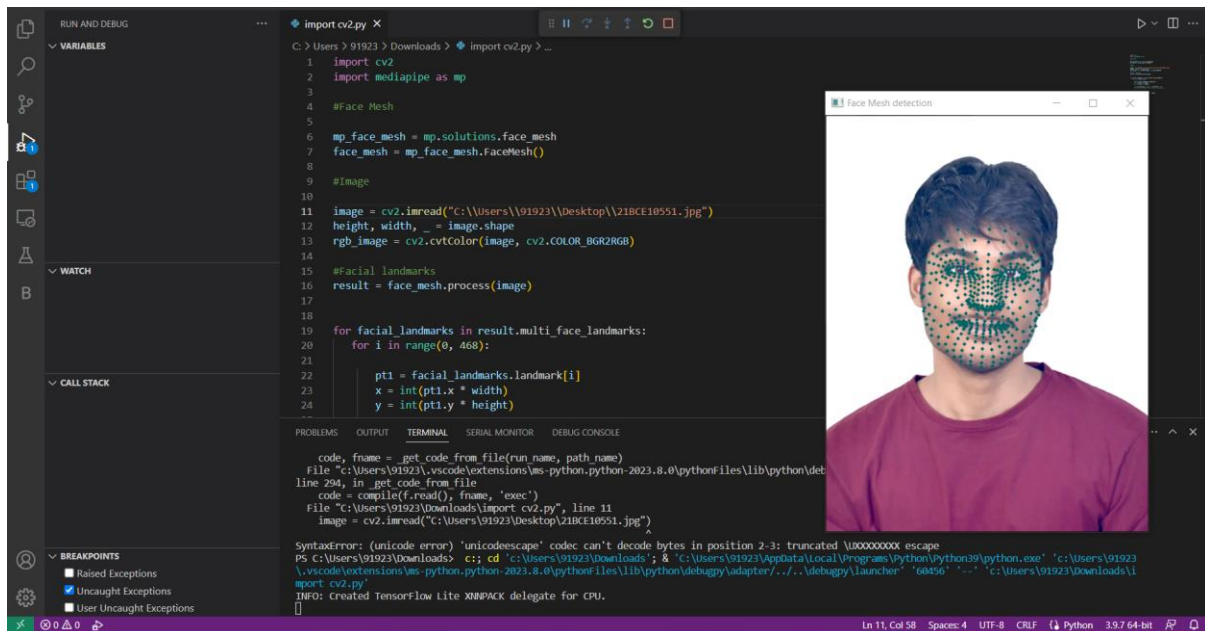 RUN AND DEBUG
import cv2.py
VARIABLES
C: > Users > 91923 > Downloads > import cv2.py > ...
1 import cv2
2 import mediapipe as mp
3
4 #Face Mesh
5
6 mp_face_mesh = mp.solutions.face_mesh
7 face_mesh = mp_face_mesh.FaceMesh()
8
9 #Image
10
11 image = cv2.imread("C:\\Users\\91923\\Desktop\\21BCE10551.jpg")
12 height, width, _ = image.shape
13 rgb_image = cv2.cvtColor(image, cv2.COLOR_BGR2RGB)
14
15 #Facial landmarks
16 result = face_mesh.process(image)
17
18
19 for facial_landmarks in result.multi_face_landmarks:
20 for i in range(0, 468):
21
22 pt1 = facial_landmarks.landmark[i]
23 x = int(pt1.x * width)
24 y = int(pt1.y * height)
Face Mesh detection
WATCH
CALL STACK
PROBLEMS OUTPUT TERMINAL SERIAL MONITOR DEBUG CONSOLE
code, fname = _get_code_from_file(run_name, path_name)
File "c:\Users\91923\.vscode\extensions\ms-python.python-2023.8.0\pythonFiles\lib\python\deb
line 294, in _get_code_from_file
code = compile(f.read(), fname, 'exec')
File "C:\Users\91923\Downloads\import cv2.py", line 11
image = cv2.imread("C:\Users\91923\Desktop\21BCE10551.jpg")
^
SyntaxError: (unicode error) 'unicodeescape' codec can't decode bytes in position 2-3: truncated \UXXXXXXXX escape
PS C:\Users\91923\Downloads> c:; cd 'c:\Users\91923\Downloads'; & 'C:\Users\91923\AppData\Local\Programs\Python\Python39\python.exe' 'c:\Users\91923
\.vscode\extensions\ms-python.python-2023.8.0\pythonFiles\lib\python\debugpy\adapter/../..\debugpy\launcher' '60456' '--' 'c:\Users\91923\Downloads\i
mport cv2.py'
INFO: Created TensorFlow Lite XNNPACK delegate for CPU.
BREAKPOINTS
Raised Exceptions
Uncaught Exceptions
User Uncaught Exceptions
0 0
Ln 11, Col 58 Spaces: 4 UTF-8 CRLF Python 3.9.7 64-bit